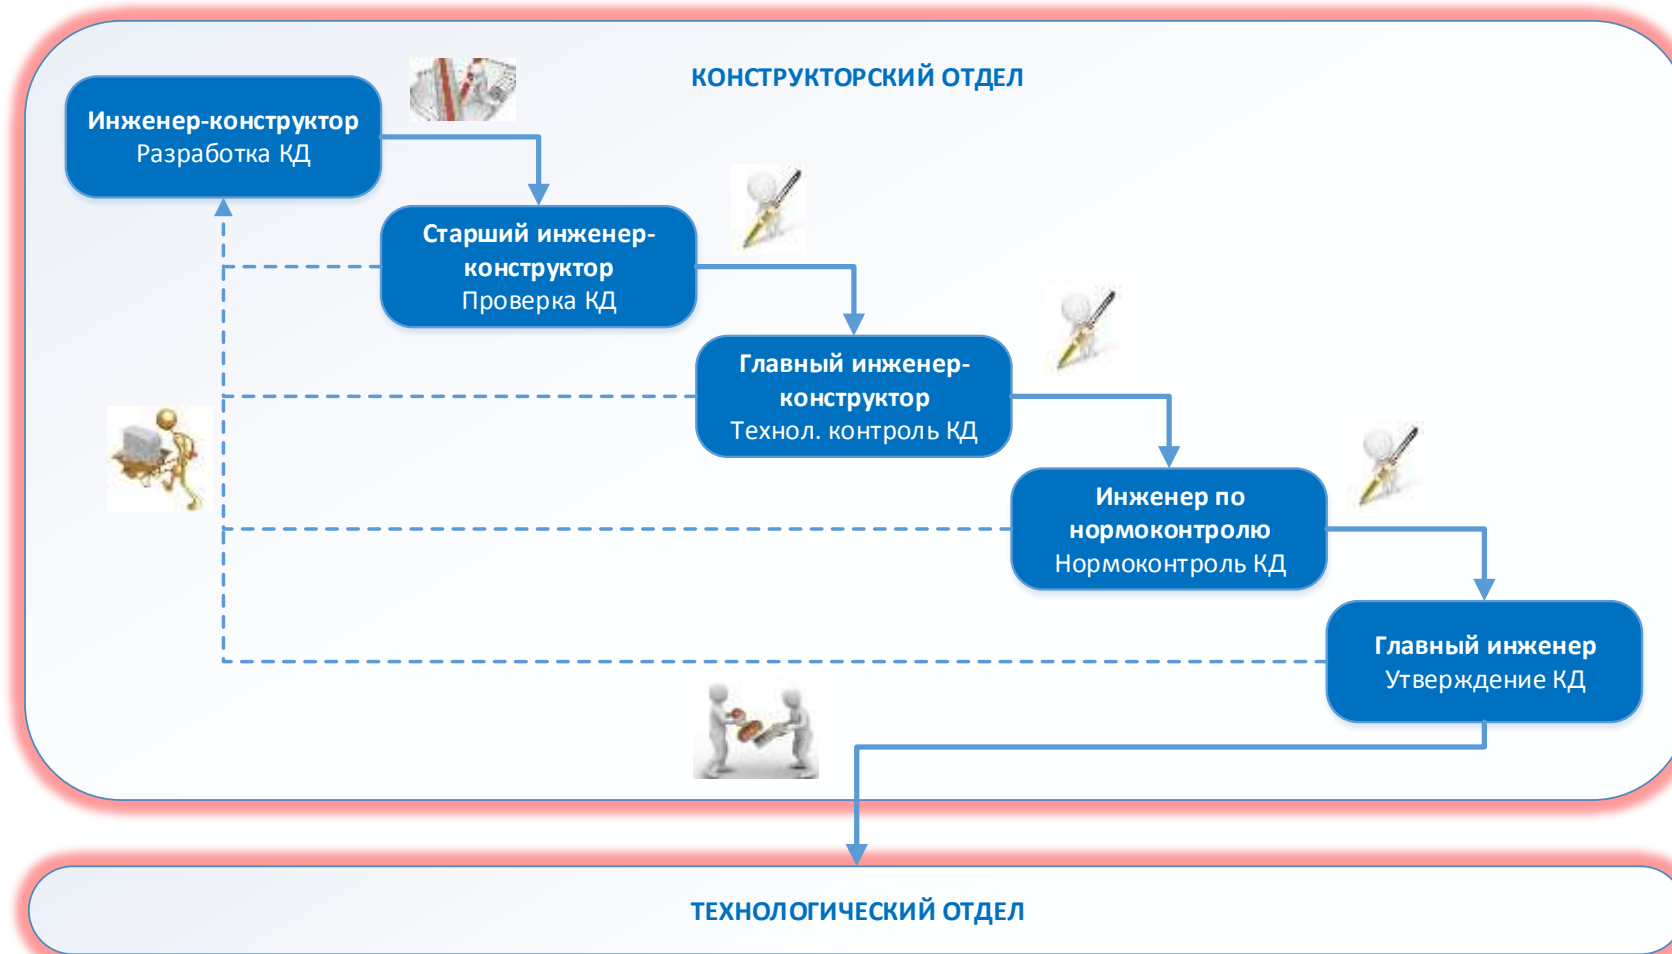 КОНСТРУКТОРСКИЙ ОТДЕЛ
Инженер-конструктор
Разработка КД
Старший инженер-
конструктор
Проверка КД
Главный инженер-
конструктор
Технол. контроль КД
Инженер по
нормоконтролю
Нормоконтроль КД
Главный инженер
Утверждение КД
ТЕХНОЛОГИЧЕСКИЙ ОТДЕЛ